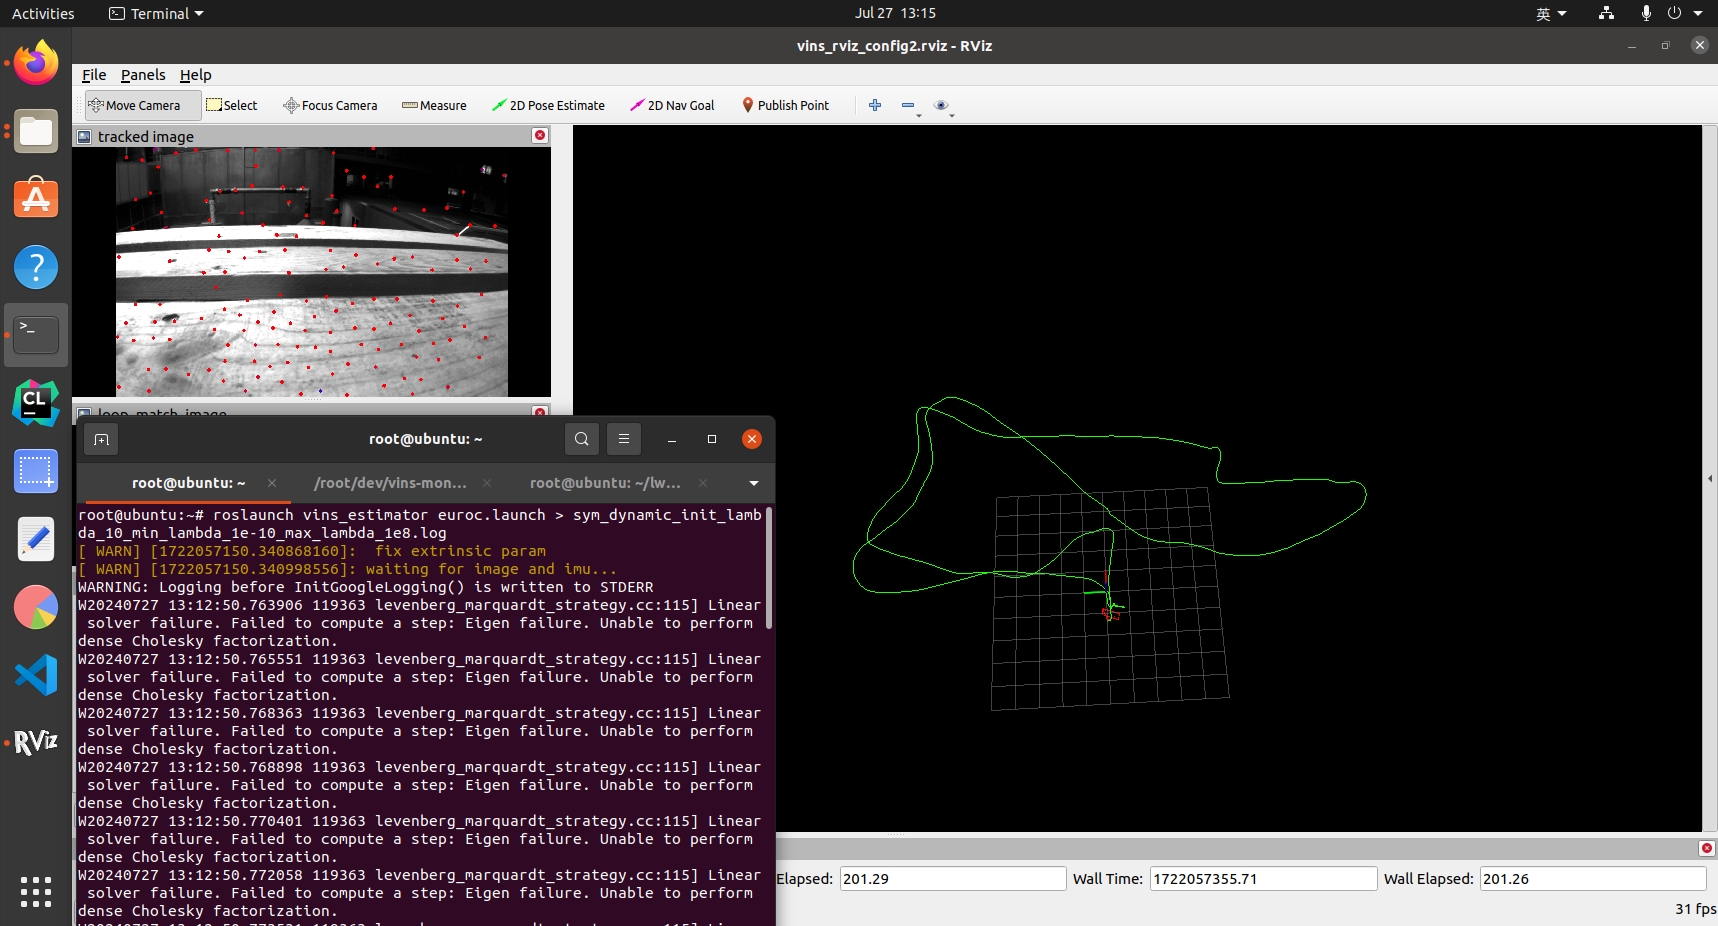 Activities
Terminal
Jul 27 13:15
英
vins_rviz_config2.rviz - RViz
File Panels Help
Move Camera Select Focus Camera Measure 2D Pose Estimate 2D Nav Goal Publish Point
tracked image
loop_match_image
root@ubuntu: ~
root@ubuntu: ~ /root/dev/vins-mon... root@ubuntu: ~/lw...
root@ubuntu:~# roslaunch vins_estimator euroc.launch > sym_dynamic_init_lamb
da_10_min_lambda_1e-10_max_lambda_1e8.log
[ WARN] [1722057150.340868160]:  fix extrinsic param
[ WARN] [1722057150.340998556]: waiting for image and imu...
WARNING: Logging before InitGoogleLogging() is written to STDERR
W20240727 13:12:50.763906 119363 levenberg_marquardt_strategy.cc:115] Linear
solver failure. Failed to compute a step: Eigen failure. Unable to perform
dense Cholesky factorization.
W20240727 13:12:50.765551 119363 levenberg_marquardt_strategy.cc:115] Linear
solver failure. Failed to compute a step: Eigen failure. Unable to perform
dense Cholesky factorization.
W20240727 13:12:50.768363 119363 levenberg_marquardt_strategy.cc:115] Linear
solver failure. Failed to compute a step: Eigen failure. Unable to perform
dense Cholesky factorization.
W20240727 13:12:50.768898 119363 levenberg_marquardt_strategy.cc:115] Linear
solver failure. Failed to compute a step: Eigen failure. Unable to perform
dense Cholesky factorization.
W20240727 13:12:50.770401 119363 levenberg_marquardt_strategy.cc:115] Linear
solver failure. Failed to compute a step: Eigen failure. Unable to perform
dense Cholesky factorization.
W20240727 13:12:50.772058 119363 levenberg_marquardt_strategy.cc:115] Linear
solver failure. Failed to compute a step: Eigen failure. Unable to perform
dense Cholesky factorization.
CL
RViz
Elapsed: 201.29 Wall Time: 1722057355.71 Wall Elapsed: 201.26
31 fps